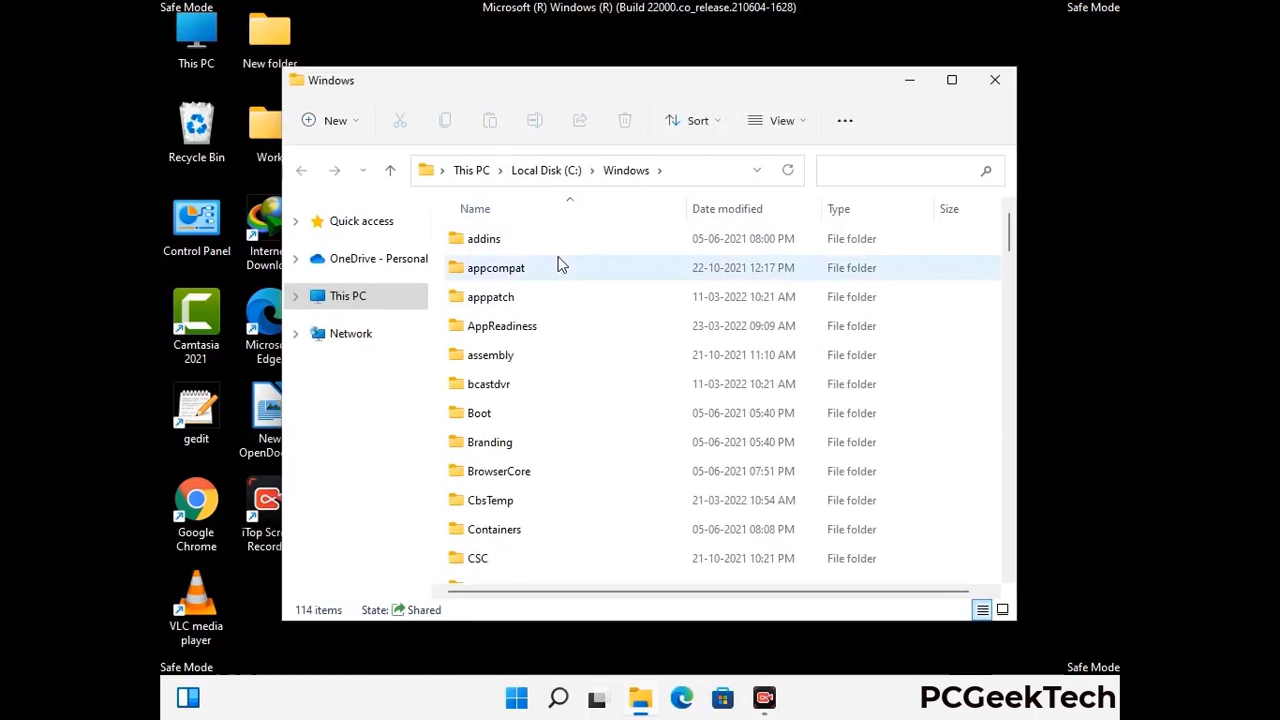 Safe Mode
Microsoft (R) Windows (R) (Build 22000.co_release.210604-1628)
Safe Mode
This PC
New folder
Recycle Bin
Work
Control Panel
Internet
Downlo
Camtasia
2021
Micros
Edge
gedit
New
OpenDo
Google
Chrome
iTop Scr
Record
VLC media
player
Windows
New
Sort
View
This PC
Local Disk (C:)
Windows
Quick access
OneDrive - Personal
This PC
Network
Name Date modified Type Size
addins 05-06-2021 08:00 PM File folder
appcompat 22-10-2021 12:17 PM File folder
apppatch 11-03-2022 10:21 AM File folder
AppReadiness 23-03-2022 09:09 AM File folder
assembly 21-10-2021 11:10 AM File folder
bcastdvr 11-03-2022 10:21 AM File folder
Boot 05-06-2021 05:40 PM File folder
Branding 05-06-2021 05:40 PM File folder
BrowserCore 05-06-2021 07:51 PM File folder
CbsTemp 21-03-2022 10:54 AM File folder
Containers 05-06-2021 08:08 PM File folder
CSC 21-10-2021 10:21 PM File folder
114 items State: Shared
Safe Mode
Safe Mode
PCGeekTech